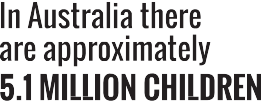 In Australia there
are approximately
5.1 MILLION CHILDREN